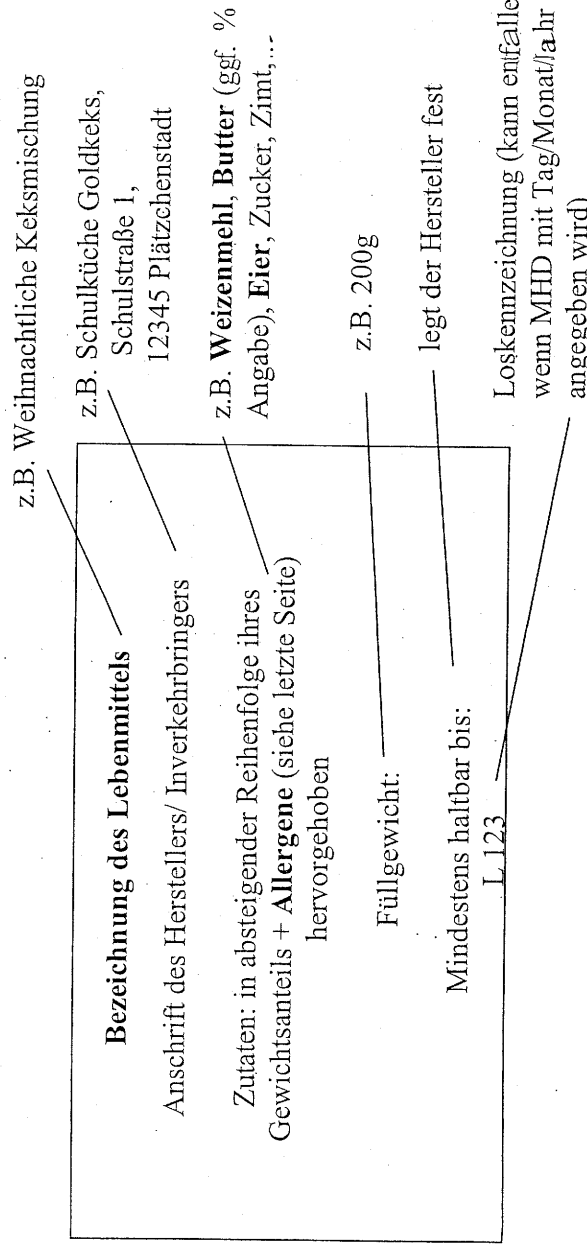 Bezeichnung des Lebenmittels
Anschrift des Herstellers/ Inverkehrbringers
Zutaten: in absteigender Reihenfolge ihres
Gewichtsanteils + Allergene (siehe letzte Seite)
hervorgehoben
Füllgewicht:
Mindestens haltbar bis:
L 123
z.B. Weihnachtliche Keksmischung
z.B. Schulküche Goldkeks,
Schulstraße 1,
12345 Plätzchenstadt
z.B. Weizenmehl, Butter (ggf. %
Angabe), Eier, Zucker, Zimt,...
z.B. 200g
legt der Hersteller fest
Loskennzeichnung (kann entfalle
wenn MHD mit Tag/Monat/Jahr
angegeben wird)